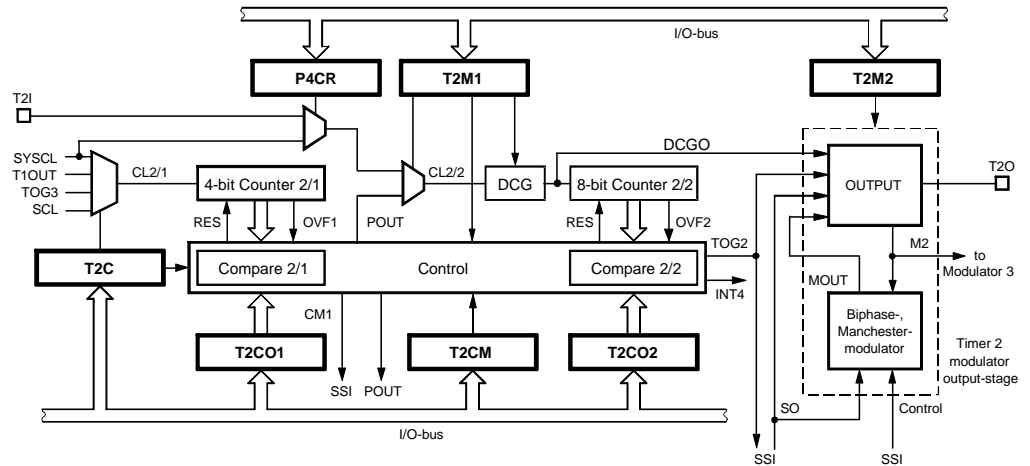 I/O-bus
P4CR
T2M1
T2M2
T2I
SYSCL
T1OUT
TOG3
SCL
CL2/1
4-bit Counter 2/1
CL2/2
DCG
8-bit Counter 2/2
DCGO
OUTPUT
T2O
RES
OVF1
POUT
RES
OVF2
TOG2
M2
to
Modulator 3
T2C
Compare 2/1
Control
Compare 2/2
INT4
MOUT
CM1
Biphase-,
Manchester-
modulator
Timer 2
modulator
output-stage
T2CO1
T2CM
T2CO2
SSI
POUT
SO
Control
I/O-bus
SSI
SSI